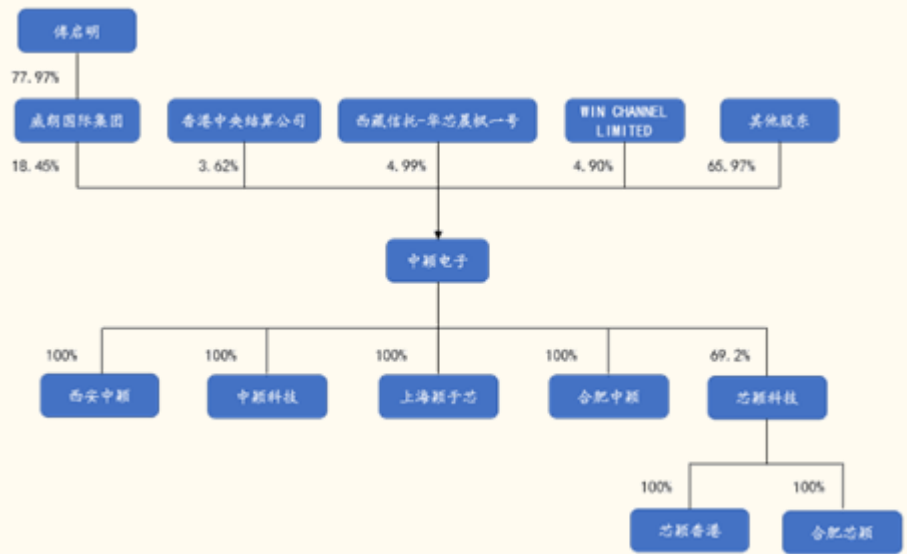 傅启明
77.97%
威朗国际集团
香港中央结算公司
西藏信托-华芯晨枫一号
WIN CHANNEL
LIMITED
其他股东
18.45%
3.62%
4.99%
4.90%
65.97%
中颖电子
100%
100%
100%
100%
69.2%
西安中颖
中颖科技
上海颖于芯
合肥中颖
芯颖科技
100%
100%
芯颖香港
合肥芯颖